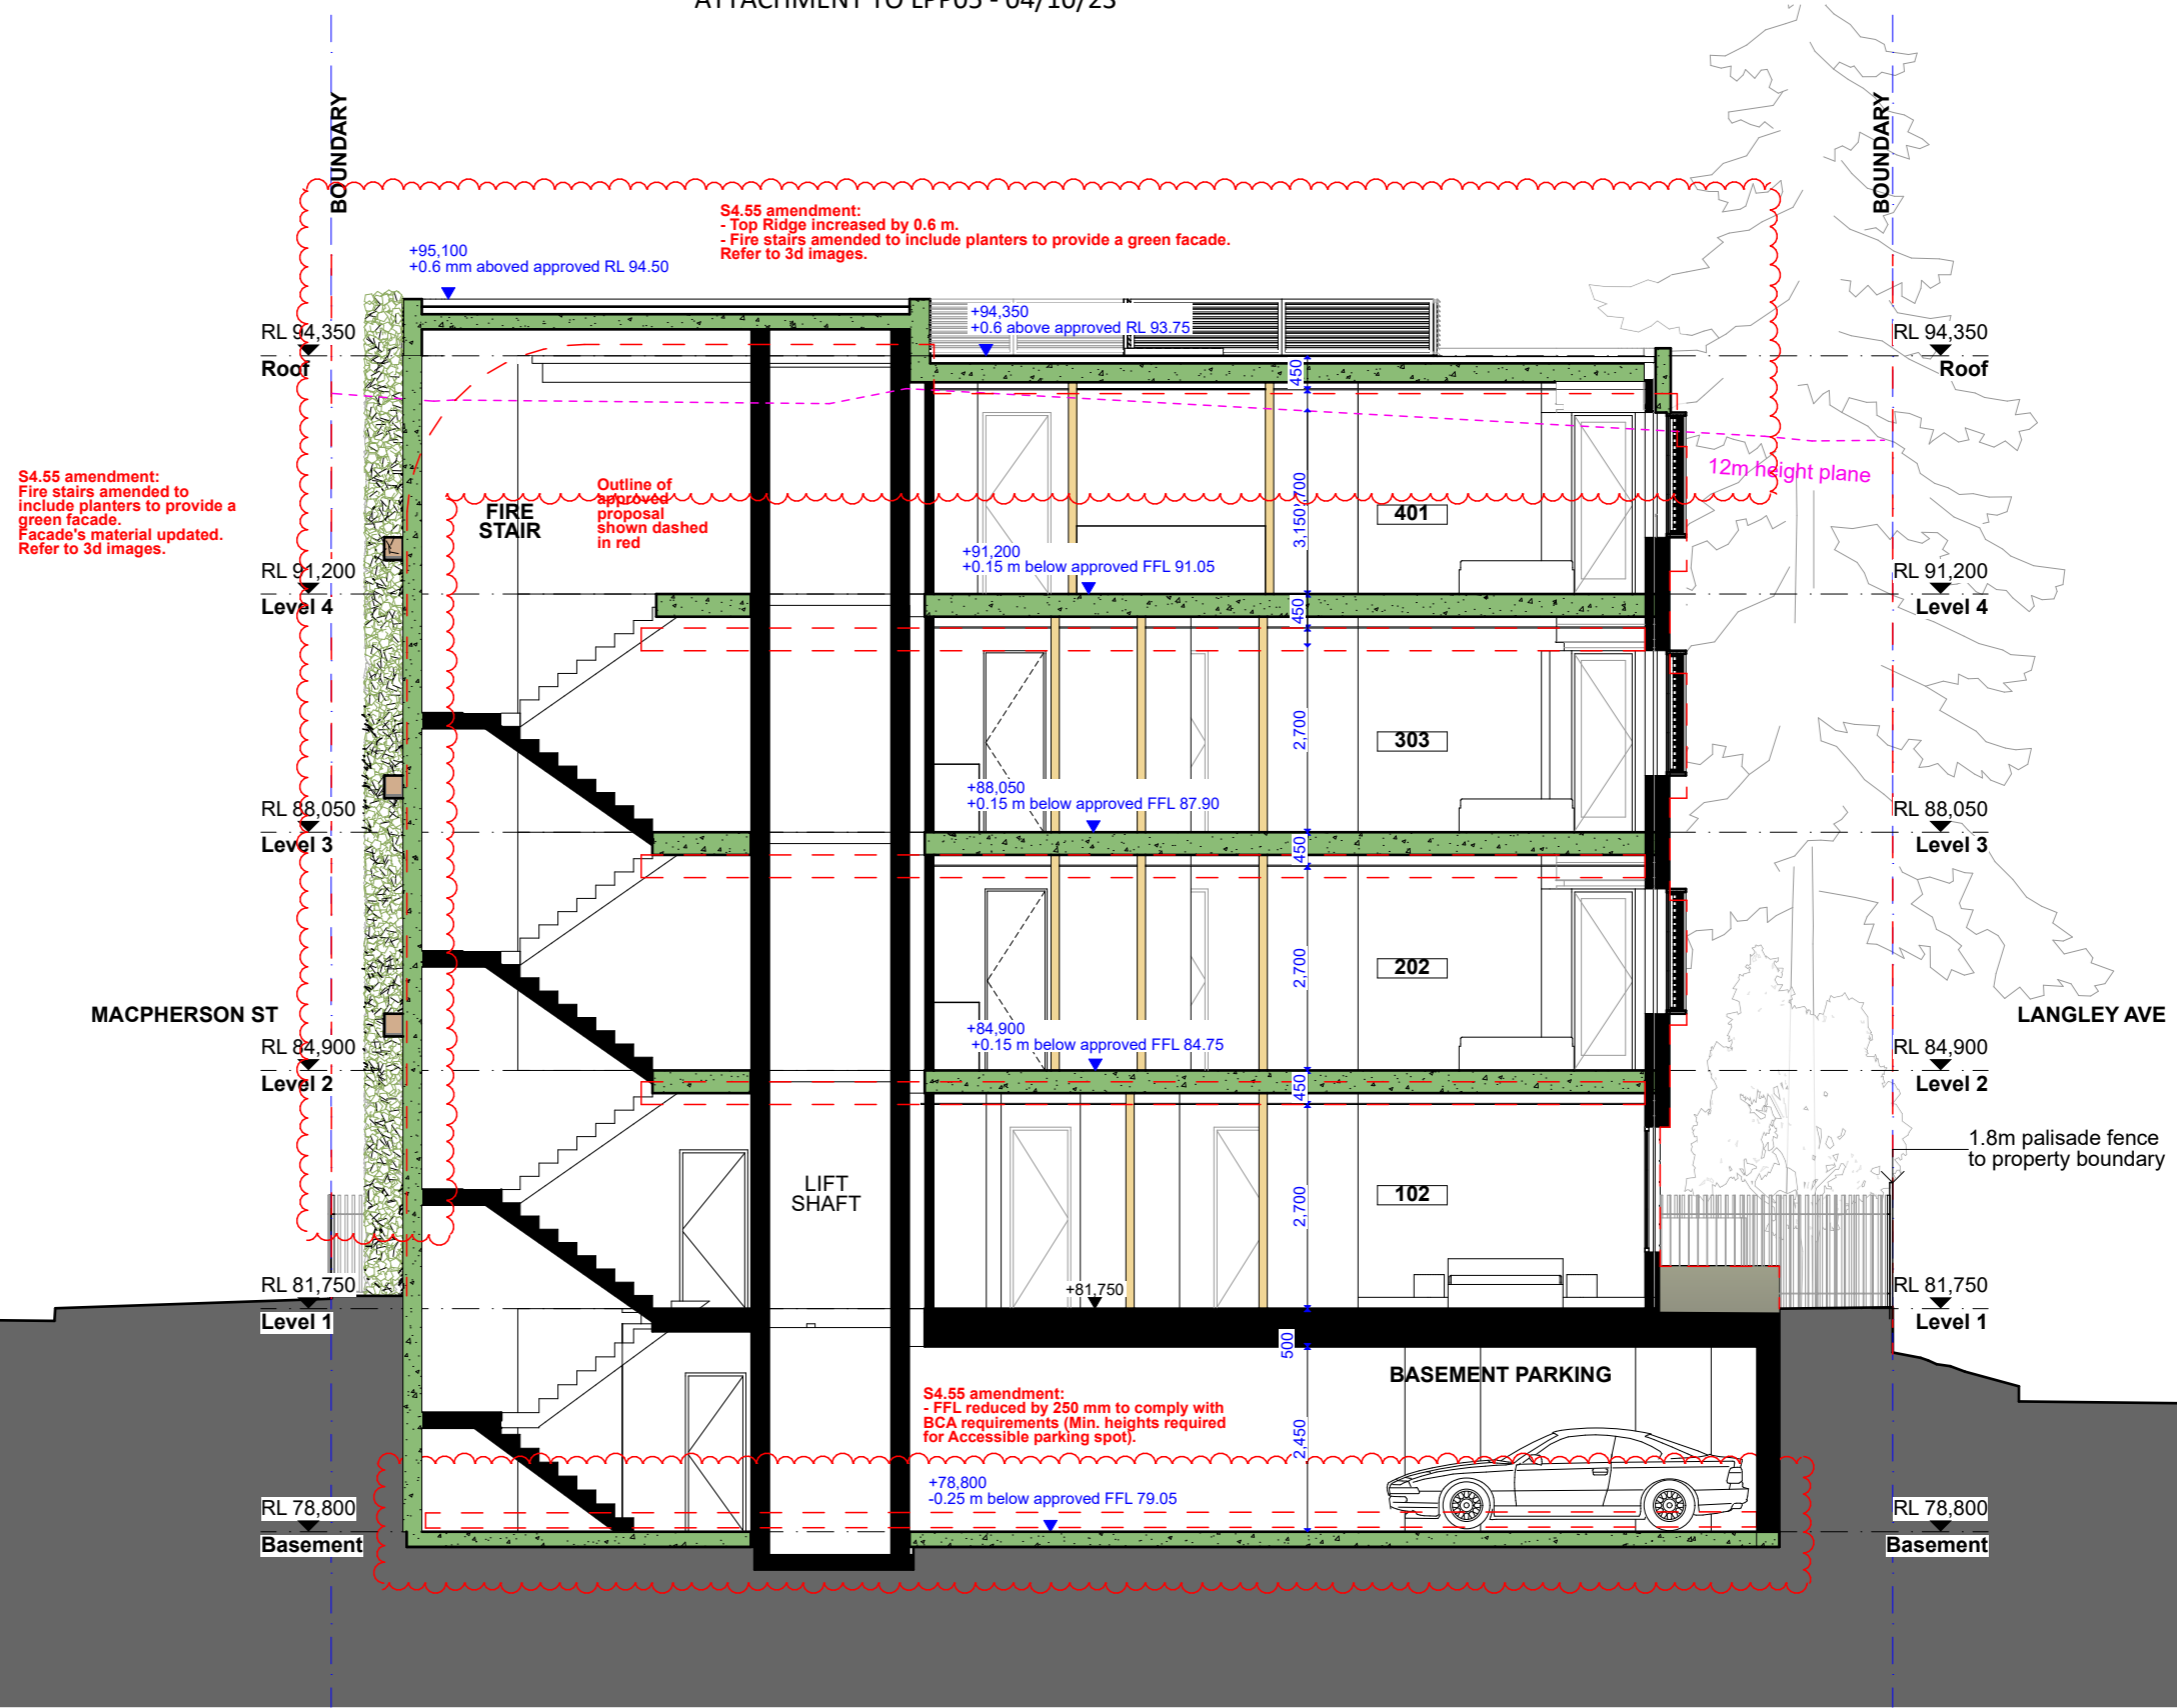 ATTACHMENT TO LPP05 - 04/10/23
BOUNDARY
BOUNDARY
S4.55 amendment:
- Top Ridge increased by 0.6 m.
- Fire stairs amended to include planters to provide a green facade.
Refer to 3d images.
+95,100
+0.6 mm aboved approved RL 94.50
+94,350
+0.6 above approved RL 93.75
RL 94,350
Roof
RL 94,350
Roof
450
12m height plane
S4.55 amendment:
Fire stairs amended to
include planters to provide a
green facade.
Facade's material updated.
Refer to 3d images.
Outline of
approved
proposal
shown dashed
in red
FIRE
STAIR
3,150
2,700
401
+91,200
+0.15 m below approved FFL 91.05
RL 91,200
Level 4
RL 91,200
Level 4
450
2,700
303
+88,050
+0.15 m below approved FFL 87.90
RL 88,050
Level 3
RL 88,050
Level 3
450
2,700
202
MACPHERSON ST
LANGLEY AVE
+84,900
+0.15 m below approved FFL 84.75
RL 84,900
Level 2
RL 84,900
Level 2
450
1.8m palisade fence
to property boundary
LIFT
SHAFT
2,700
102
+81,750
RL 81,750
Level 1
RL 81,750
Level 1
500
BASEMENT PARKING
S4.55 amendment:
- FFL reduced by 250 mm to comply with
BCA requirements (Min. heights required
for Accessible parking spot).
2,450
+78,800
-0.25 m below approved FFL 79.05
RL 78,800
Basement
RL 78,800
Basement